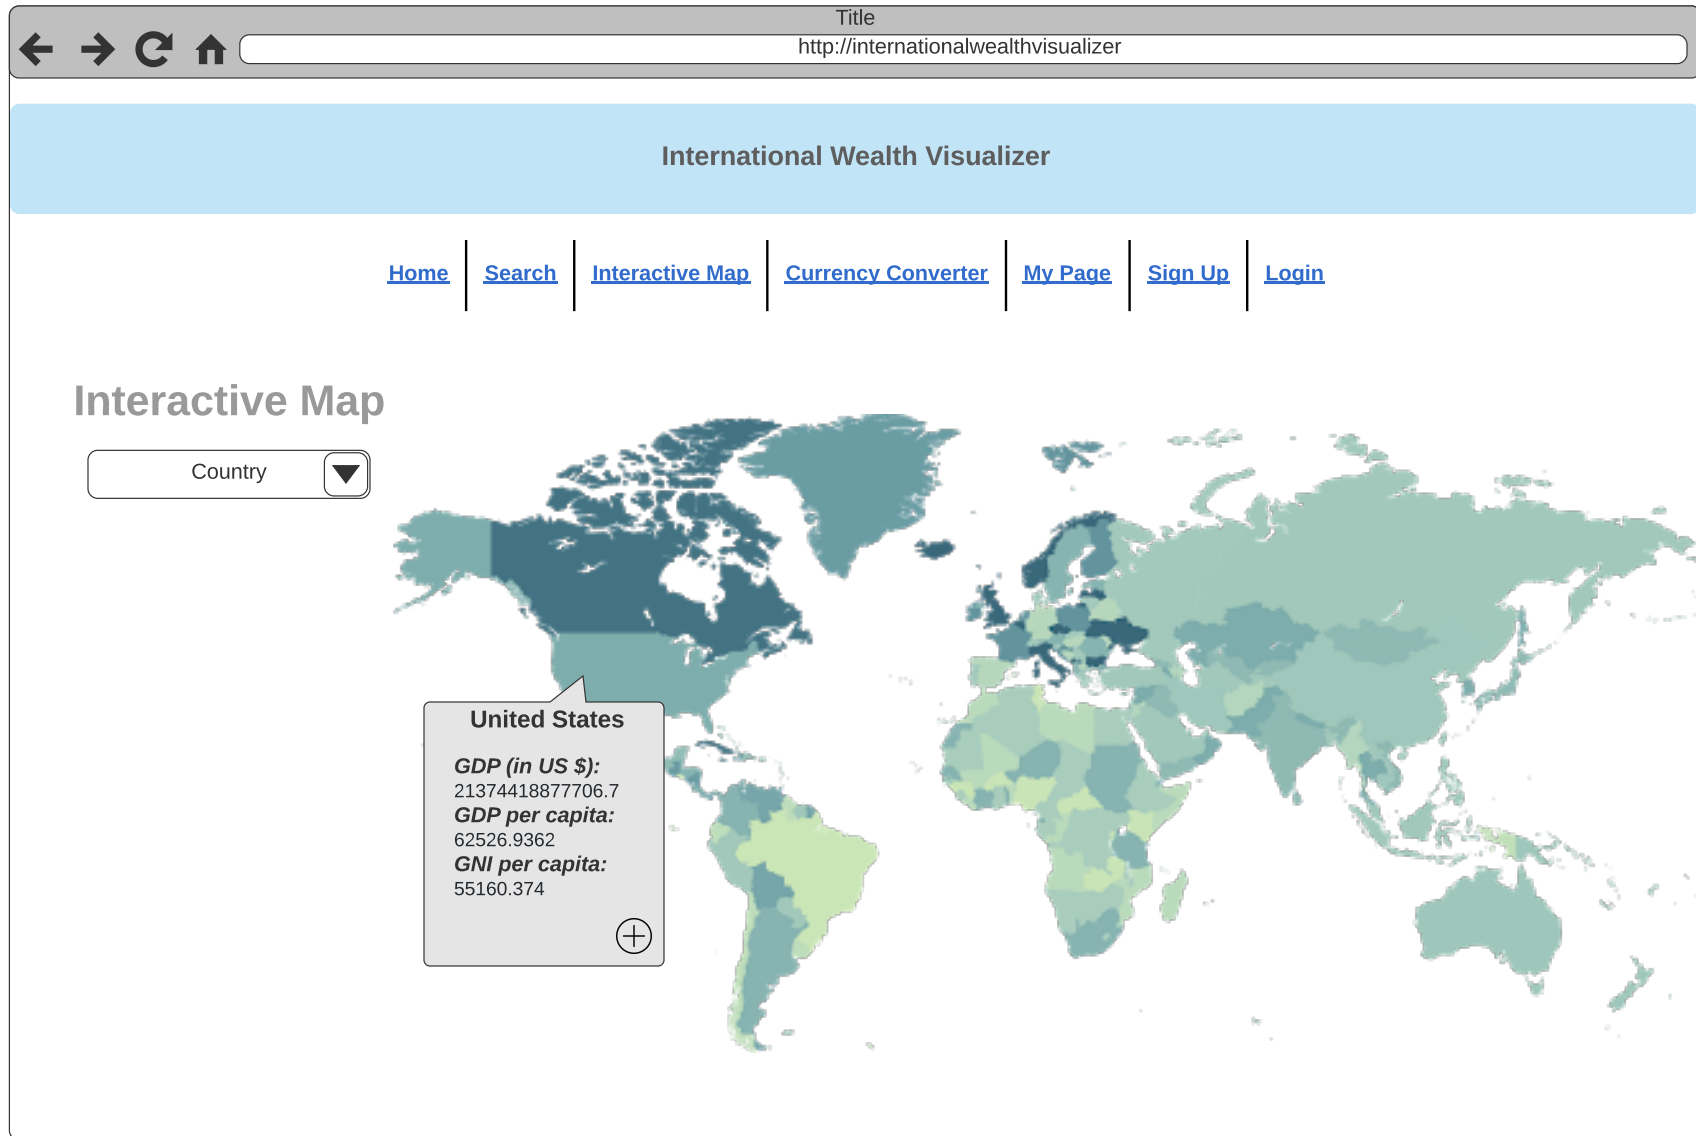 Title
http://internationalwealthvisualizer
International Wealth Visualizer
Home Search Interactive Map Currency Converter My Page Sign Up Login
Interactive Map
Country
United States
GDP (in US $):
21374418877706.7
GDP per capita:
62526.9362
GNI per capita:
55160.374